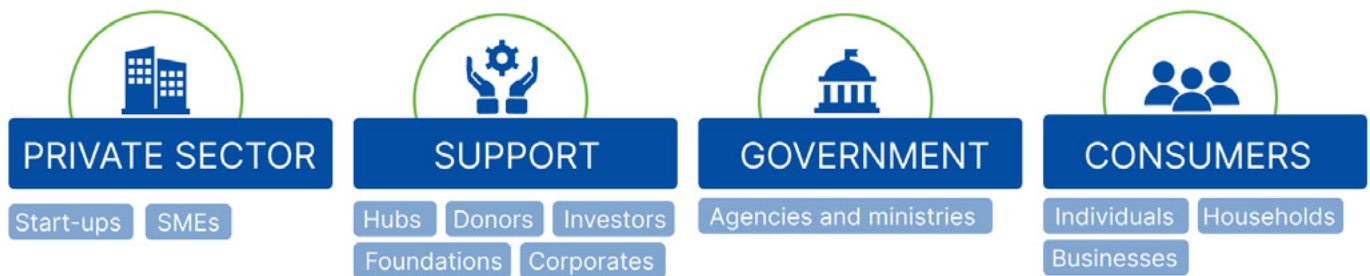 PRIVATE SECTOR
Start-ups SMEs
SUPPORT
Hubs Donors Investors
Foundations Corporates
GOVERNMENT
Agencies and ministries
CONSUMERS
Individuals Households
Businesses